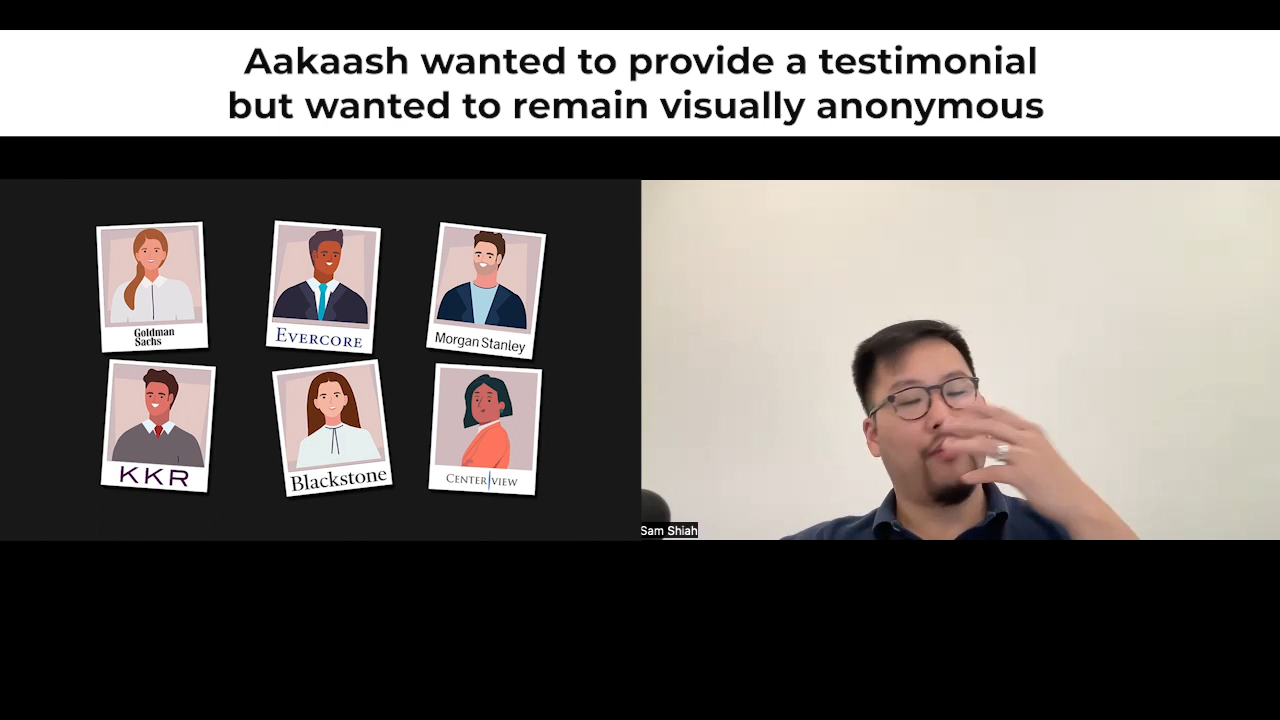 Aakaash wanted to provide a testimonial
but wanted to remain visually anonymous
Goldman
Sachs
EVERCORE
Morgan Stanley
KKR
Blackstone
CENTERVIEW
Sam Shiah